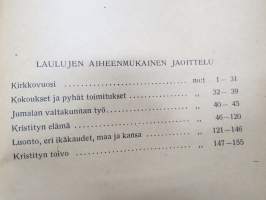 LAULUJEN AIHEENMUKAINEN JAOITTELU
Kirkkovuosi no:t 1— 31
Kokoukset ja pyhät toimitukset „ 32— 39
Jumalan valtakunnan työ „ 40— 45
Kristityn elämä „ 46—120
Luonto, eri ikäkaudet, maa ja kansa „ 121—146
Kristityn toivo „ 147—155